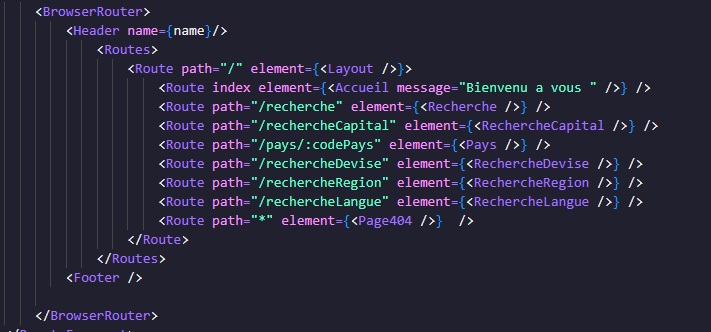 <BrowserRouter>
<Header name={name}/>
<Routes>
<Route path="/" element={<Layout />}>
<Route index element={<Accueil message="Bienvenu a vous " />} />
<Route path="/recherche" element={<Recherche />} />
<Route path="/rechercheCapital" element={<RechercheCapital />} />
<Route path="/pays/:codePays" element={<Pays />} />
<Route path="/rechercheDevise" element={<RechercheDevise />} />
<Route path="/rechercheRegion" element={<RechercheRegion />} />
<Route path="/rechercheLangue" element={<RechercheLangue />} />
<Route path="*" element={<Page404 />}  />
</Route>
</Routes>
<Footer />
</BrowserRouter>